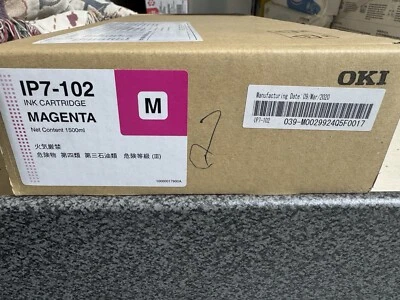 IP7-102
INK CARTRIDGE
MAGENTA
Net Content 1500ml
M
火気厳禁
危険物 第四類 第三石油類 危険等級(Ⅲ)
OKI
Manufacturing Date :09/Mar/2020
IP7-102
039-M002992405F0017
2